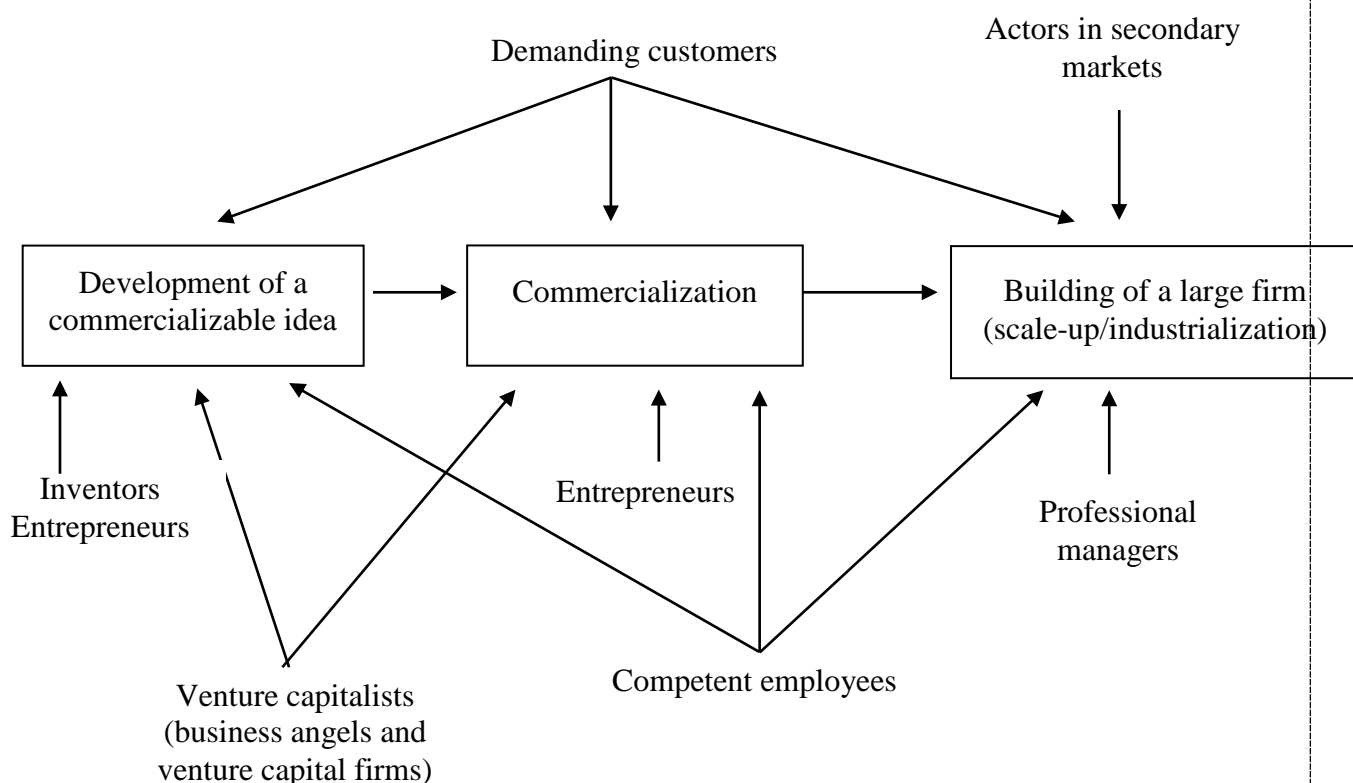 Demanding customers
Actors in secondary
markets
Development of a
commercializable idea
Commercialization
Building of a large firm
(scale-up/industrialization)
Inventors
Entrepreneurs
Entrepreneurs
Professional
managers
Venture capitalists
(business angels and
venture capital firms)
Competent employees